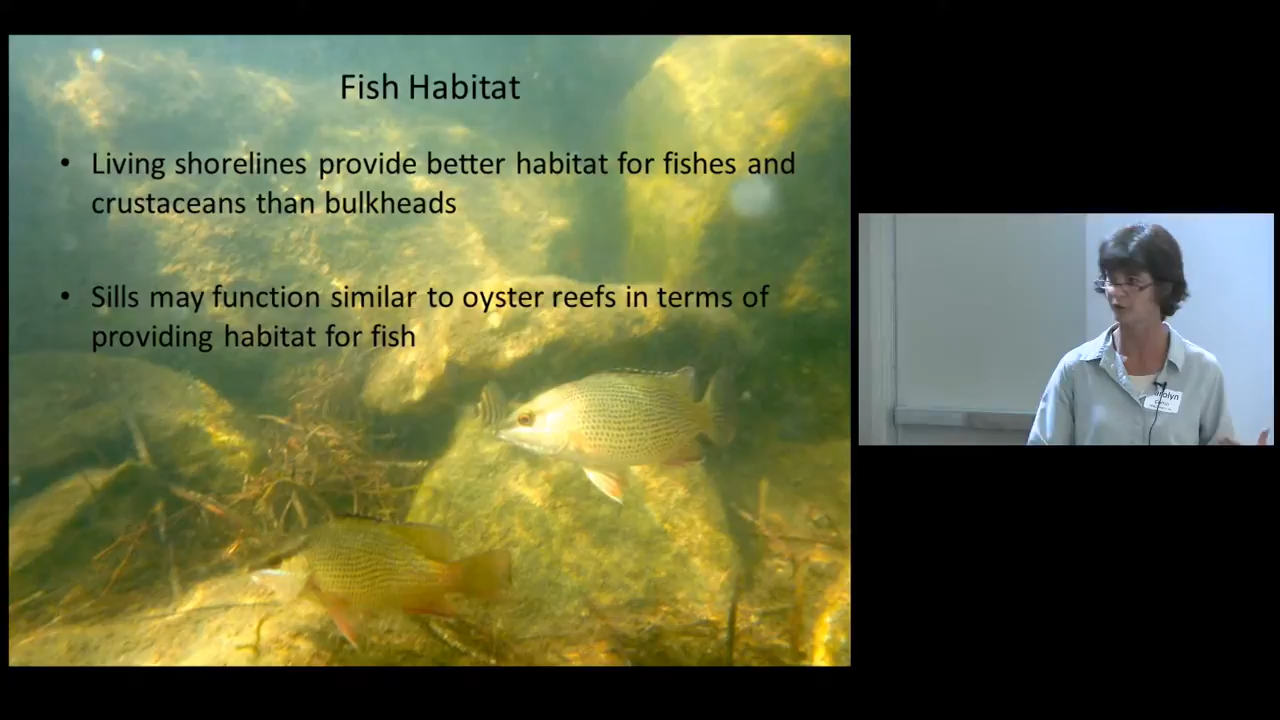 Fish Habitat
• Living shorelines provide better habitat for fishes and
crustaceans than bulkheads
• Sills may function similar to oyster reefs in terms of
providing habitat for fish
arolyn